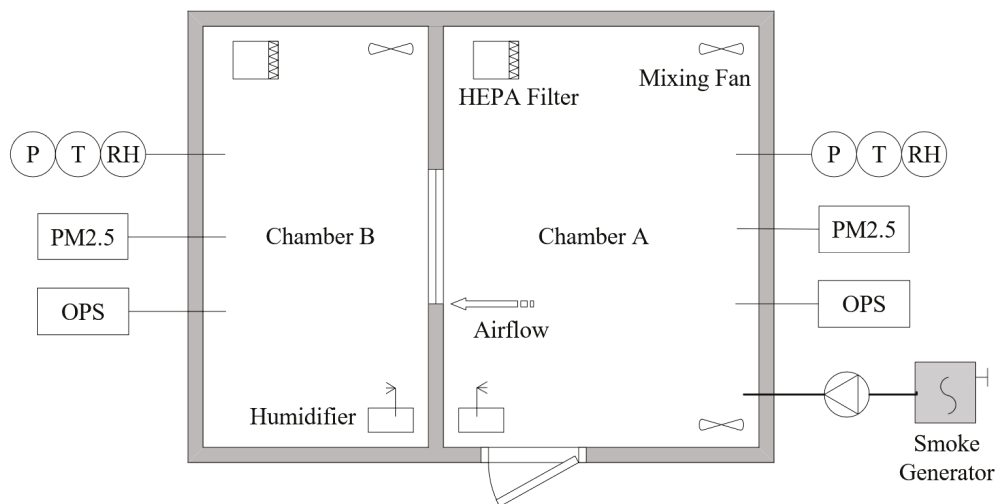 HEPA Filter
Mixing Fan
P T RH
P T RH
PM2.5
Chamber B
Chamber A
PM2.5
OPS
OPS
Airflow
Humidifier
Smoke
Generator